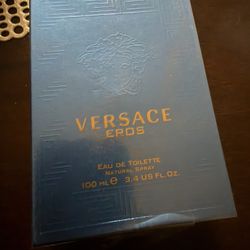 VERSACE
EROS
EAU DE TOILETTE
NATURAL SPRAY
100 ml ℮ 3.4 US FL.OZ.